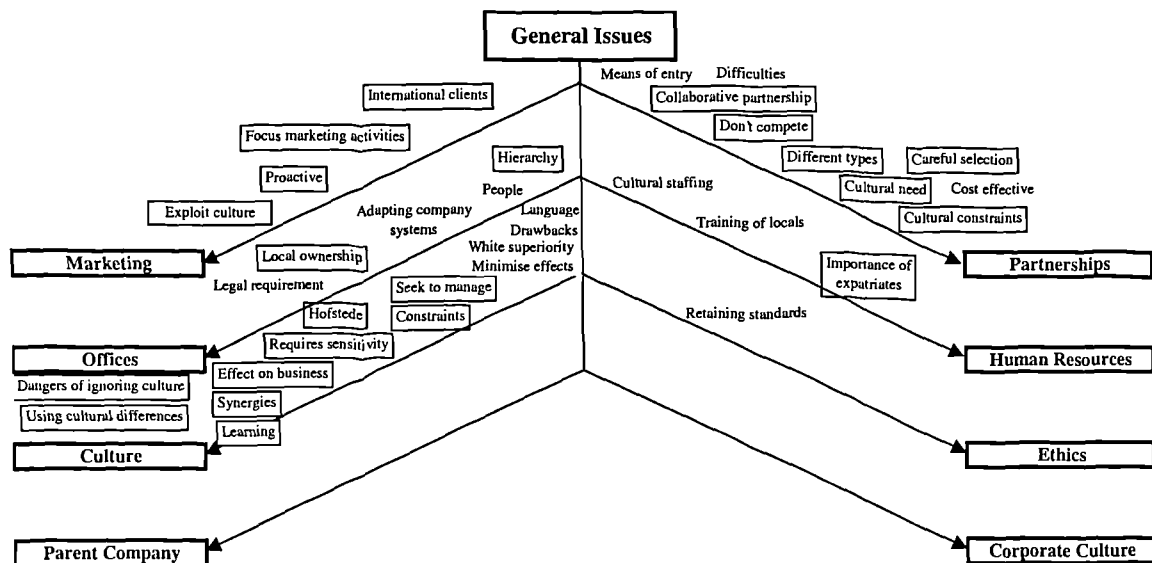 General Issues
Means of entry
Difficulties
International clients
Collaborative partnership
Don't compete
Focus marketing activities
Hierarchy
Different types
Careful selection
Proactive
People
Cultural staffing
Cultural need
Cost effective
Exploit culture
Adapting company
systems
Language
Training of locals
Cultural constraints
Drawbacks
White superiority
Marketing
Local ownership
Minimise effects
Importance of
expatriates
Partnerships
Legal requirement
Seek to manage
Hofstede
Constraints
Retaining standards
Requires sensitivity
Offices
Human Resources
Effect on business
Dangers of ignoring culture
Synergies
Using cultural differences
Learning
Culture
Ethics
Parent Company
Corporate Culture